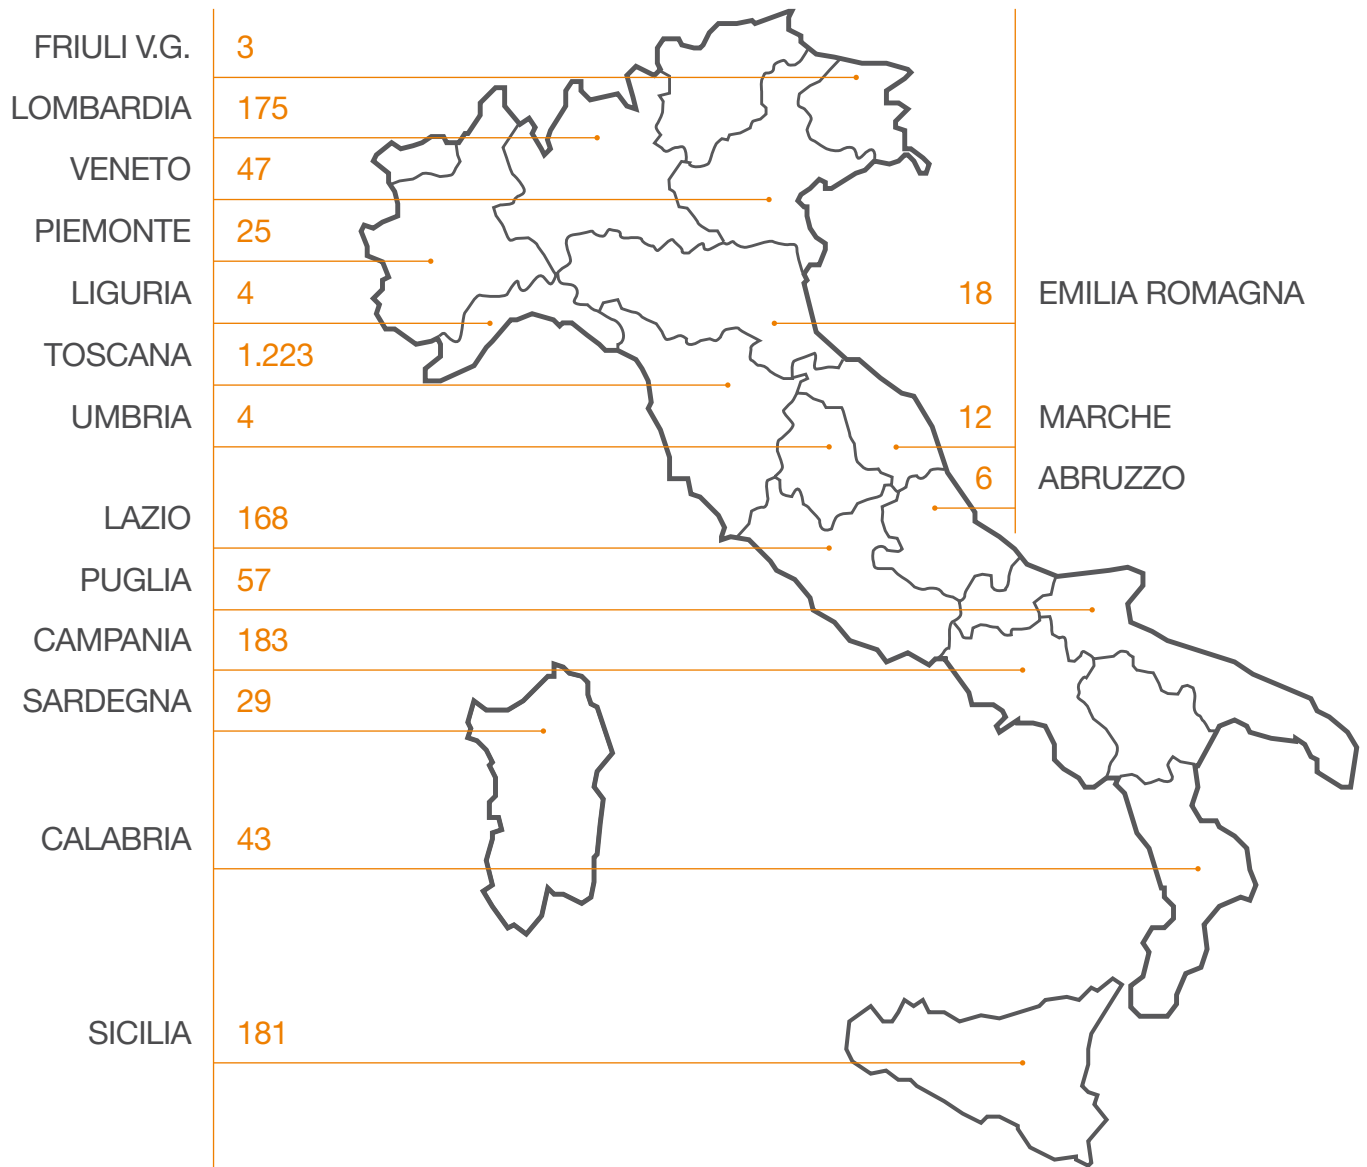 FRIULI V.G. 3
LOMBARDIA 175
VENETO 47
PIEMONTE 25
LIGURIA 4
18 EMILIA ROMAGNA
TOSCANA 1.223
UMBRIA 4
12 MARCHE
6 ABRUZZO
LAZIO 168
PUGLIA 57
CAMPANIA 183
SARDEGNA 29
CALABRIA 43
SICILIA 181